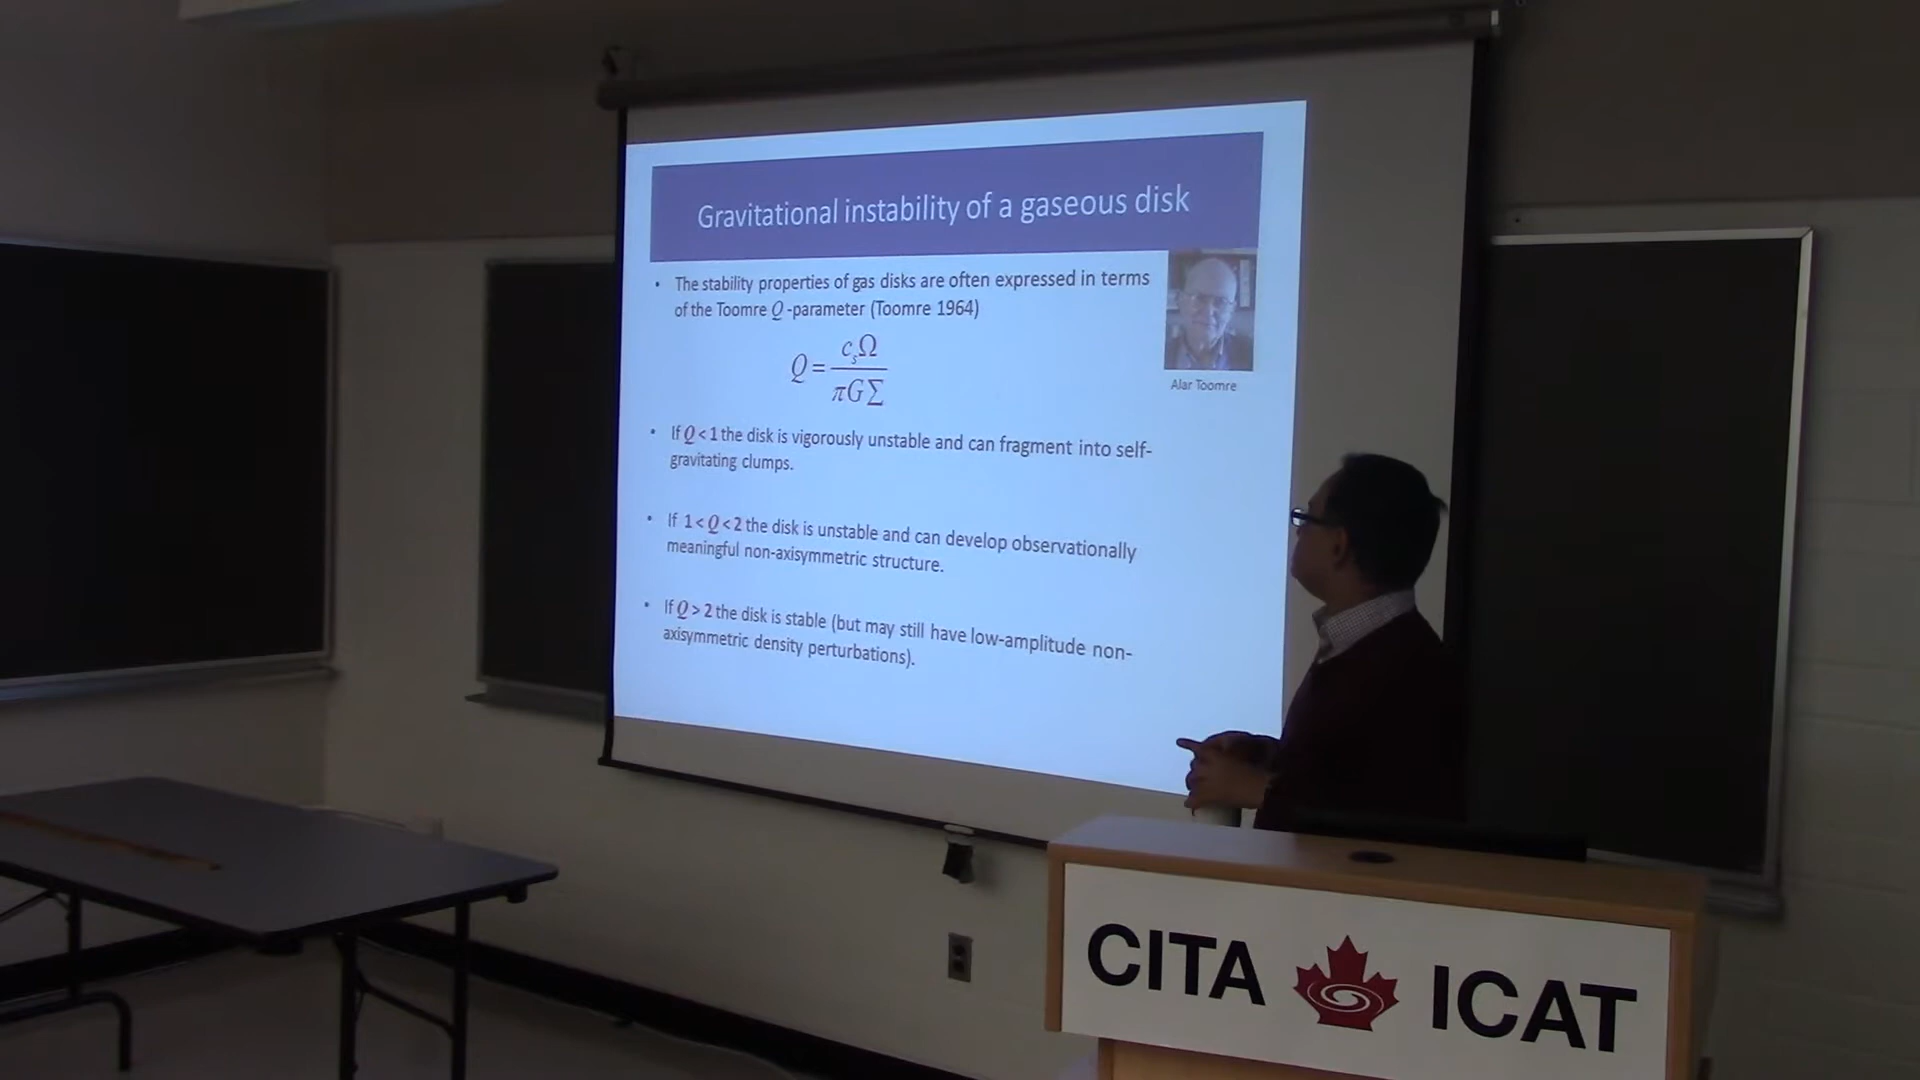 Gravitational instability of a gaseous disk
• The stability properties of gas disks are often expressed in terms
of the Toomre Q -parameter (Toomre 1964)
Q = c_sΩ / πGΣ
Alar Toomre
• If Q < 1 the disk is vigorously unstable and can fragment into self-
gravitating clumps.
• If 1 < Q < 2 the disk is unstable and can develop observationally
meaningful non-axisymmetric structure.
• If Q > 2 the disk is stable (but may still have low-amplitude non-
axisymmetric density perturbations).
CITA ICAT